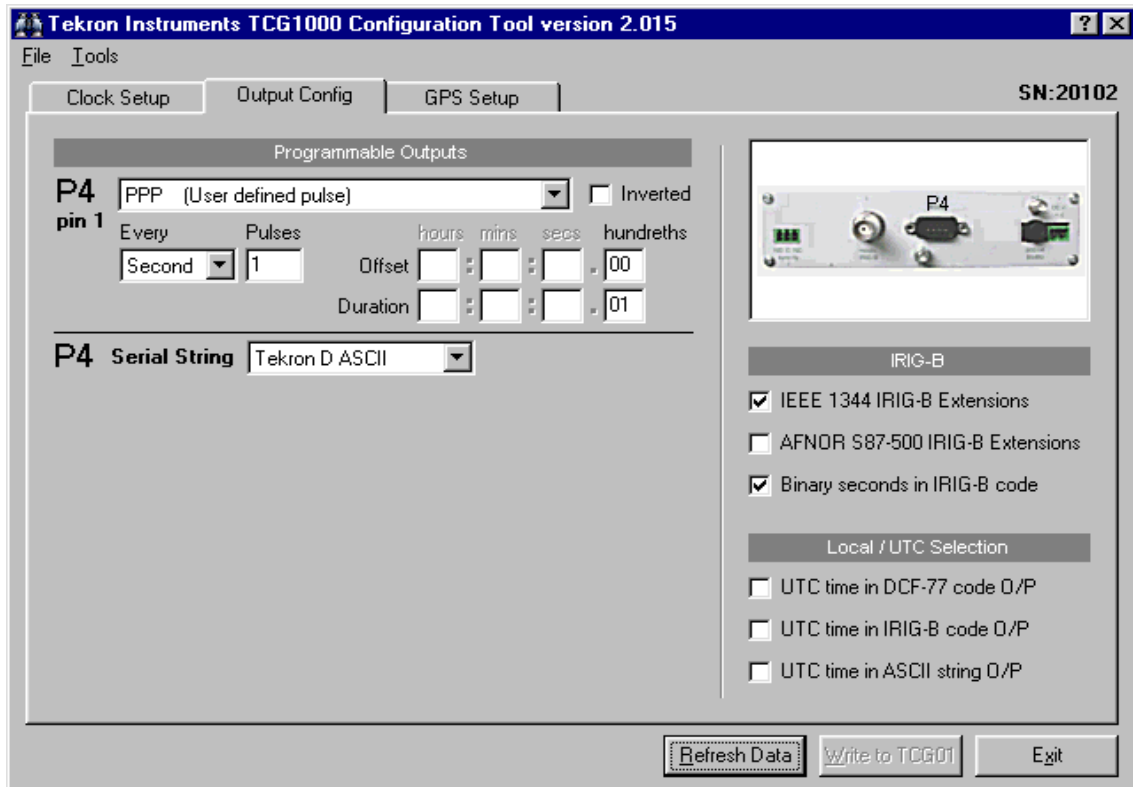 Tekron Instruments TCG1000 Configuration Tool version 2.015
File Tools
Clock Setup Output Config GPS Setup SN:20102
Programmable Outputs
P4 PPP (User defined pulse) Inverted
pin 1
Every Pulses hours mins secs hundreths
Second 1 Offset : : . 00
Duration : : . 01
P4 Serial String Tekron D ASCII
P4
IRIG-B
IEEE 1344 IRIG-B Extensions
AFNOR S87-500 IRIG-B Extensions
Binary seconds in IRIG-B code
Local / UTC Selection
UTC time in DCF-77 code O/P
UTC time in IRIG-B code O/P
UTC time in ASCII string O/P
Refresh Data Write to TCG01 Exit